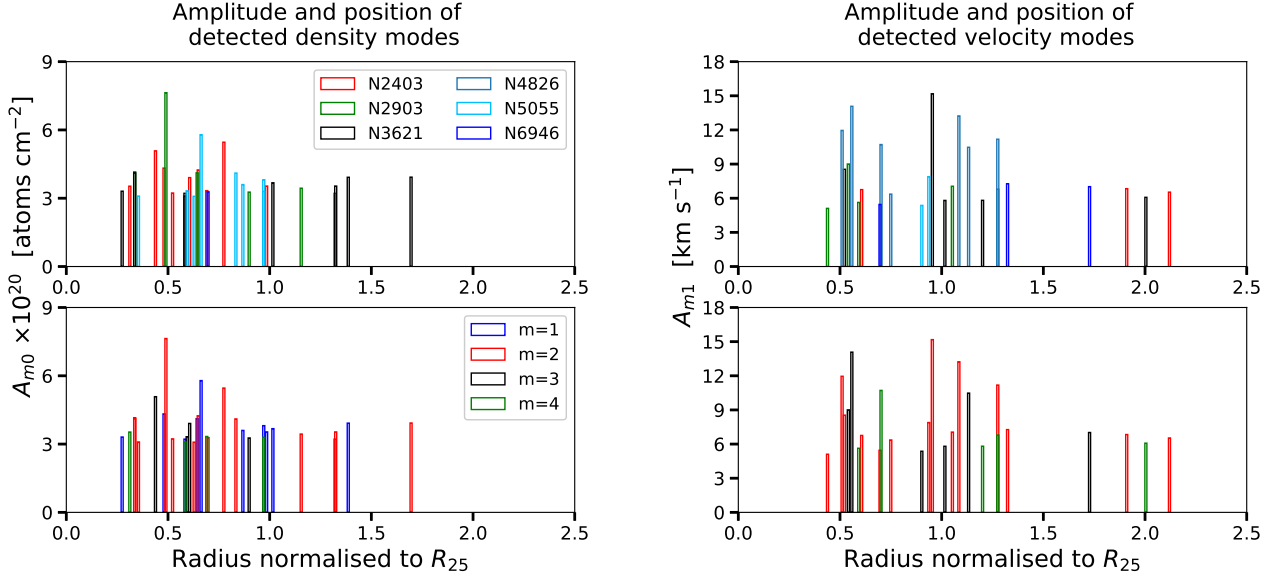 Amplitude and position of
detected density modes
Amplitude and position of
detected velocity modes
9
6
3
0
0.0 0.5 1.0 1.5 2.0 2.5
N2403 N4826
N2903 N5055
N3621 N6946
18
15
12
9
6
3
0
0.0 0.5 1.0 1.5 2.0 2.5
A_{m0} ×10^{20} [atoms cm^{−2}]
A_{m1} [km s^{−1}]
9
6
3
0
0.0 0.5 1.0 1.5 2.0 2.5
m=1
m=2
m=3
m=4
Radius normalised to R_{25}
18
15
12
9
6
3
0
0.0 0.5 1.0 1.5 2.0 2.5
Radius normalised to R_{25}